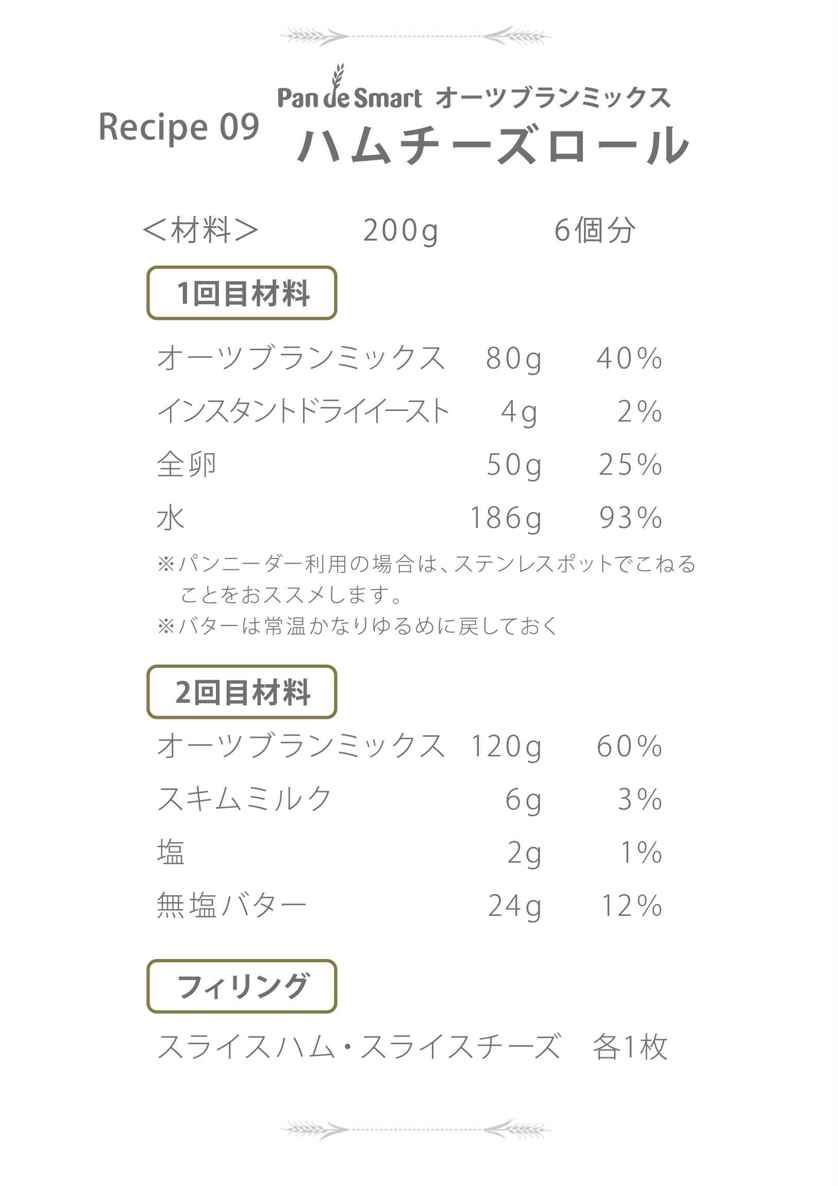 Pan de Smart オーツブランミックス
Recipe 09
ハムチーズロール
＜材料＞ 200g 6個分
1回目材料
オーツブランミックス 80g 40%
インスタントドライイースト 4g 2%
全卵 50g 25%
水 186g 93%
※パンニーダー利用の場合は、ステンレスポットでこねる
ことをおススメします。
※バターは常温かなりゆるめに戻しておく
2回目材料
オーツブランミックス 120g 60%
スキムミルク 6g 3%
塩 2g 1%
無塩バター 24g 12%
フィリング
スライスハム・スライスチーズ 各1枚